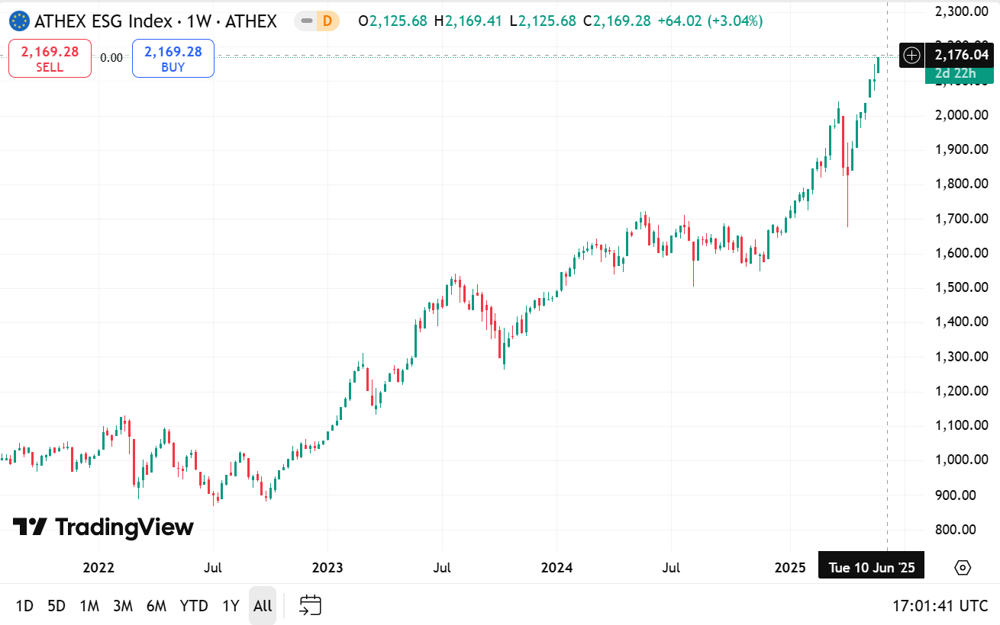 ATHEX ESG Index · 1W · ATHEX D O2,125.68 H2,169.41 L2,125.68 C2,169.28 +64.02 (+3.04%)
2,169.28 SELL 0.00 2,169.28 BUY
2,300.00
2,176.04
2d 22h
2,000.00
1,900.00
1,800.00
1,700.00
1,600.00
1,500.00
1,400.00
1,300.00
1,200.00
1,100.00
1,000.00
900.00
800.00
TradingView
2022 Jul 2023 Jul 2024 Jul 2025 Tue 10 Jun '25
1D 5D 1M 3M 6M YTD 1Y All 17:01:41 UTC